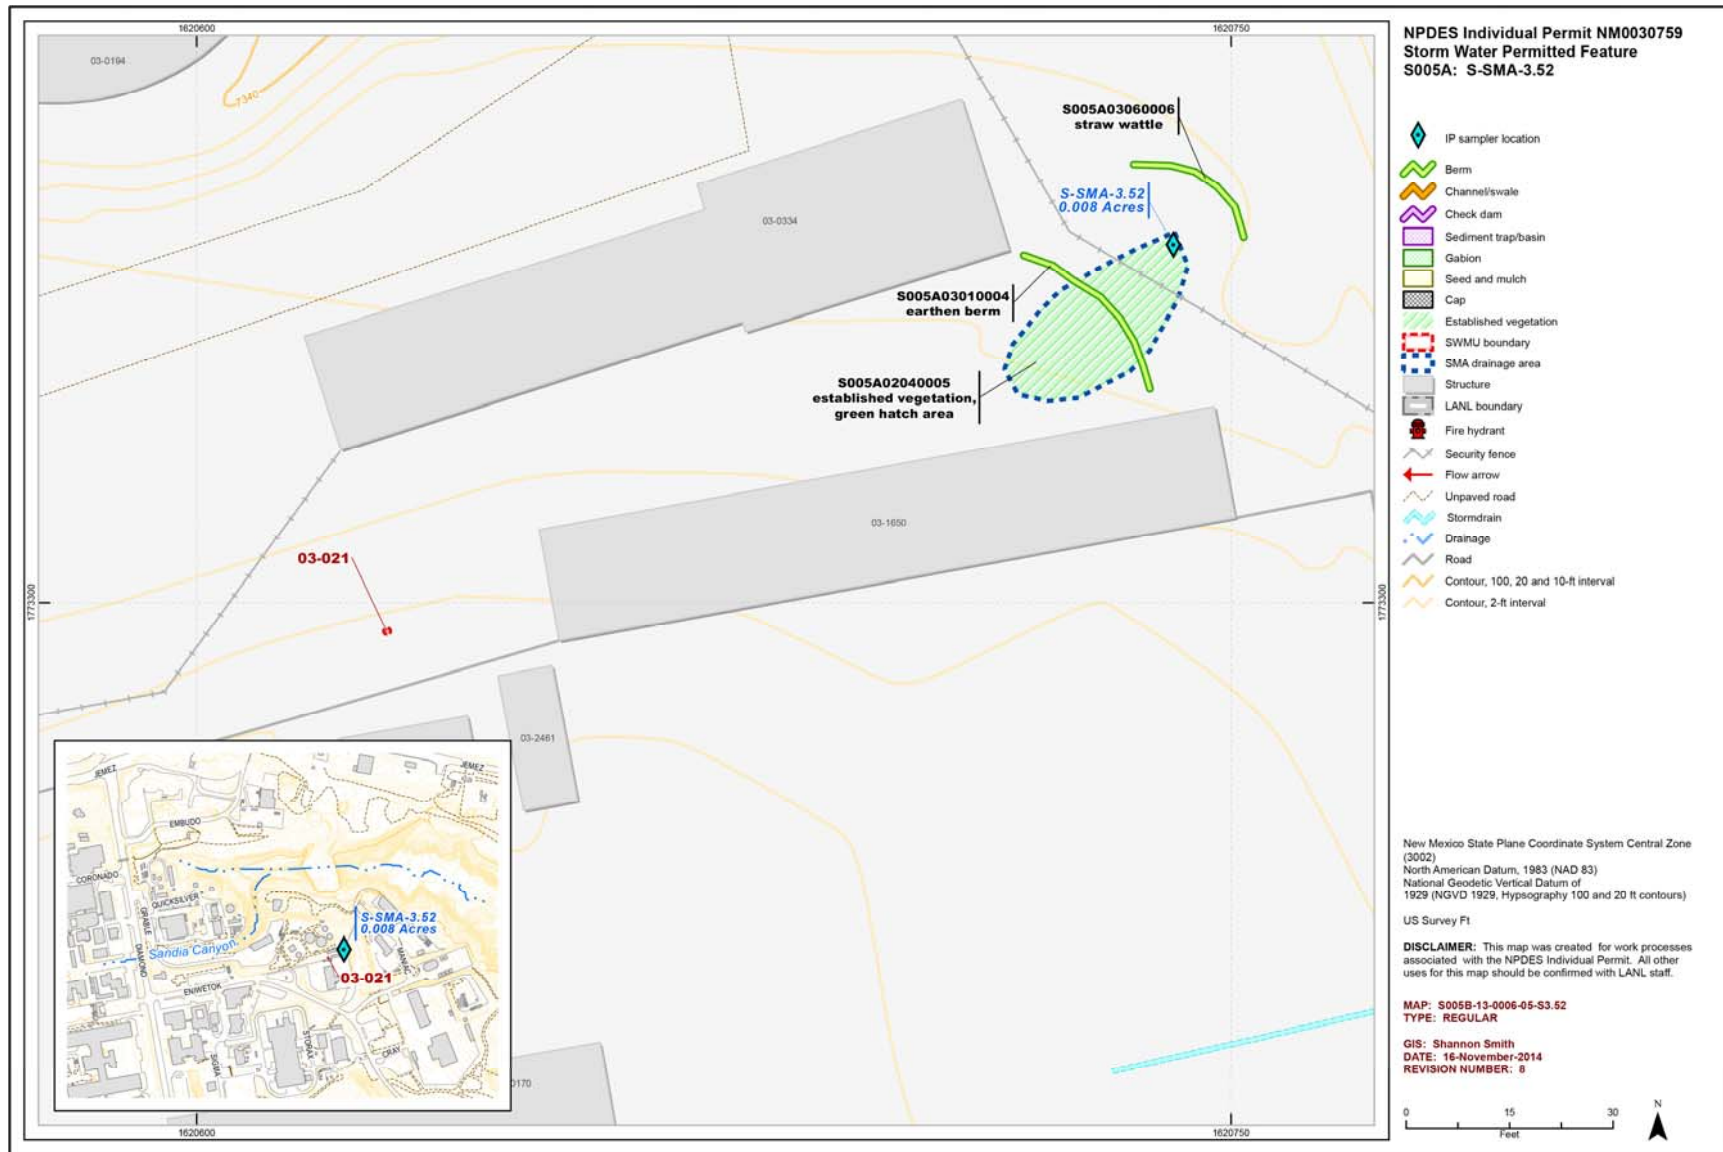 1620600
1620750
03-0194
7340
S005A03060006
straw wattle
S-SMA-3.52
0.008 Acres
03-0334
S005A03010004
earthen berm
S005A02040005
established vegetation,
green hatch area
03-1650
03-021
1773300
1773300
03-2461
0170
1620600
1620750
JEMEZ
JEMEZ
EMBUDO
CORONADO
QUICKSILVER
GRABLE
DIAMOND
Sandia Canyon
S-SMA-3.52
0.008 Acres
03-021
MANIAC
ENIWETOK
SIGMA
STORAX
CRAY
NPDES Individual Permit NM0030759
Storm Water Permitted Feature
S005A: S-SMA-3.52
IP sampler location
Berm
Channel/swale
Check dam
Sediment trap/basin
Gabion
Seed and mulch
Cap
Established vegetation
SWMU boundary
SMA drainage area
Structure
LANL boundary
Fire hydrant
Security fence
Flow arrow
Unpaved road
Stormdrain
Drainage
Road
Contour, 100, 20 and 10-ft interval
Contour, 2-ft interval
New Mexico State Plane Coordinate System Central Zone
(3002)
North American Datum, 1983 (NAD 83)
National Geodetic Vertical Datum of
1929 (NGVD 1929, Hypsography 100 and 20 ft contours)
US Survey Ft
DISCLAIMER: This map was created for work processes
associated with the NPDES Individual Permit. All other
uses for this map should be confirmed with LANL staff.
MAP: S005B-13-0006-05-S3.52
TYPE: REGULAR
GIS: Shannon Smith
DATE: 16-November-2014
REVISION NUMBER: 8
0 15 30
Feet
N